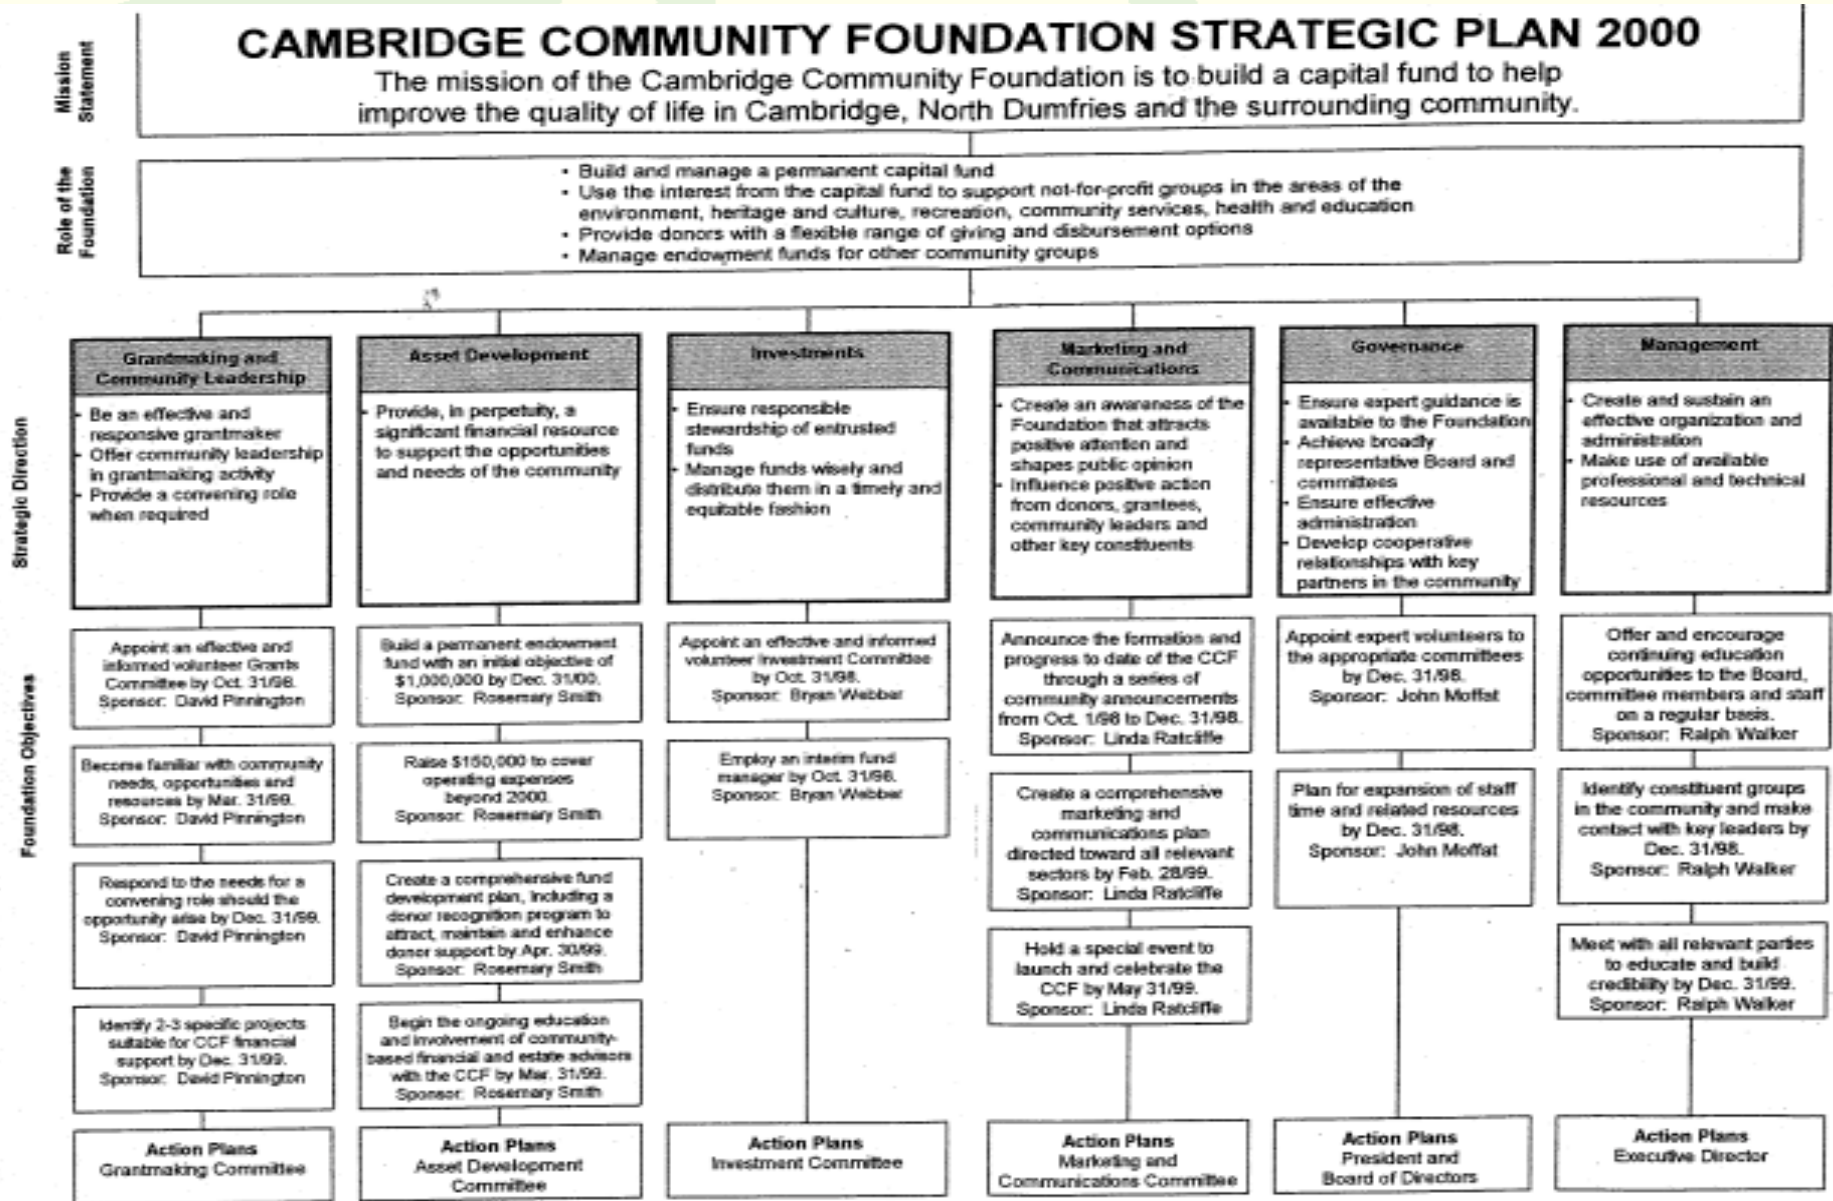 Mission
Statement
CAMBRIDGE COMMUNITY FOUNDATION STRATEGIC PLAN 2000
The mission of the Cambridge Community Foundation is to build a capital fund to help
improve the quality of life in Cambridge, North Dumfries and the surrounding community.
Role of the
Foundation
• Build and manage a permanent capital fund
• Use the interest from the capital fund to support not-for-profit groups in the areas of the
environment, heritage and culture, recreation, community services, health and education
• Provide donors with a flexible range of giving and disbursement options
• Manage endowment funds for other community groups
Strategic Direction
Grantmaking and
Community Leadership
• Be an effective and
responsive grantmaker
• Offer community leadership
in grantmaking activity
• Provide a convening role
when required
Asset Development
• Provide, in perpetuity, a
significant financial resource
to support the opportunities
and needs of the community
Investments
• Ensure responsible
stewardship of entrusted
funds
• Manage funds wisely and
distribute them in a timely and
equitable fashion
Marketing and
Communications
• Create an awareness of the
Foundation that attracts
positive attention and
shapes public opinion
• Influence positive action
from donors, grantees,
community leaders and
other key constituents
Governance
• Ensure expert guidance is
available to the Foundation
• Achieve broadly
representative Board and
committees
• Ensure effective
administration
• Develop cooperative
relationships with key
partners in the community
Management
• Create and sustain an
effective organization and
administration
• Make use of available
professional and technical
resources
Foundation Objectives
Appoint an effective and
informed volunteer Grants
Committee by Oct. 31/98.
Sponsor: David Pinnington
Become familiar with community
needs, opportunities and
resources by Mar. 31/99.
Sponsor: David Pinnington
Respond to the needs for a
convening role should the
opportunity arise by Dec. 31/99.
Sponsor: David Pinnington
Identify 2-3 specific projects
suitable for CCF financial
support by Dec. 31/99.
Sponsor: David Pinnington
Action Plans
Grantmaking Committee
Build a permanent endowment
fund with an initial objective of
$1,000,000 by Dec. 31/00.
Sponsor: Rosemary Smith
Raise $150,000 to cover
operating expenses
beyond 2000.
Sponsor: Rosemary Smith
Create a comprehensive fund
development plan, including a
donor recognition program to
attract, maintain and enhance
donor support by Apr. 30/99.
Sponsor: Rosemary Smith
Begin the ongoing education
and involvement of community-
based financial and estate advisors
with the CCF by Mar. 31/99.
Sponsor: Rosemary Smith
Action Plans
Asset Development
Committee
Appoint an effective and informed
volunteer Investment Committee
by Oct. 31/98.
Sponsor: Bryan Webber
Employ an interim fund
manager by Oct. 31/98.
Sponsor: Bryan Webber
Action Plans
Investment Committee
Announce the formation and
progress to date of the CCF
through a series of
community announcements
from Oct. 1/98 to Dec. 31/98.
Sponsor: Linda Ratcliffe
Create a comprehensive
marketing and
communications plan
directed toward all relevant
sectors by Feb. 28/99.
Sponsor: Linda Ratcliffe
Hold a special event to
launch and celebrate the
CCF by May 31/99.
Sponsor: Linda Ratcliffe
Action Plans
Marketing and
Communications Committee
Appoint expert volunteers to
the appropriate committees
by Dec. 31/98.
Sponsor: John Moffat
Plan for expansion of staff
time and related resources
by Dec. 31/98.
Sponsor: John Moffat
Action Plans
President and
Board of Directors
Offer and encourage
continuing education
opportunities to the Board,
committee members and staff
on a regular basis.
Sponsor: Ralph Walker
Identify constituent groups
in the community and make
contact with key leaders by
Dec. 31/98.
Sponsor: Ralph Walker
Meet with all relevant parties
to educate and build
credibility by Dec. 31/99.
Sponsor: Ralph Walker
Action Plans
Executive Director